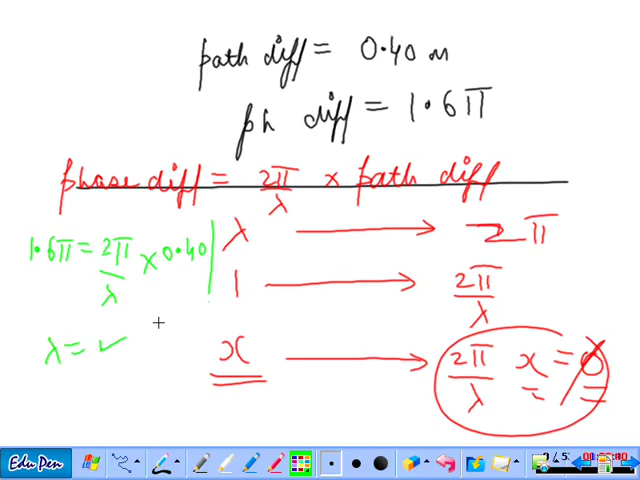 path diff = 0.40 m
ph diff = 1.6π
phase diff = 2π/λ × path diff
1.6π = 2π/λ × 0.40
λ = ✓
λ → 2π
1 → 2π/λ
x → 2π/λ x = ϕ
Edu Pen